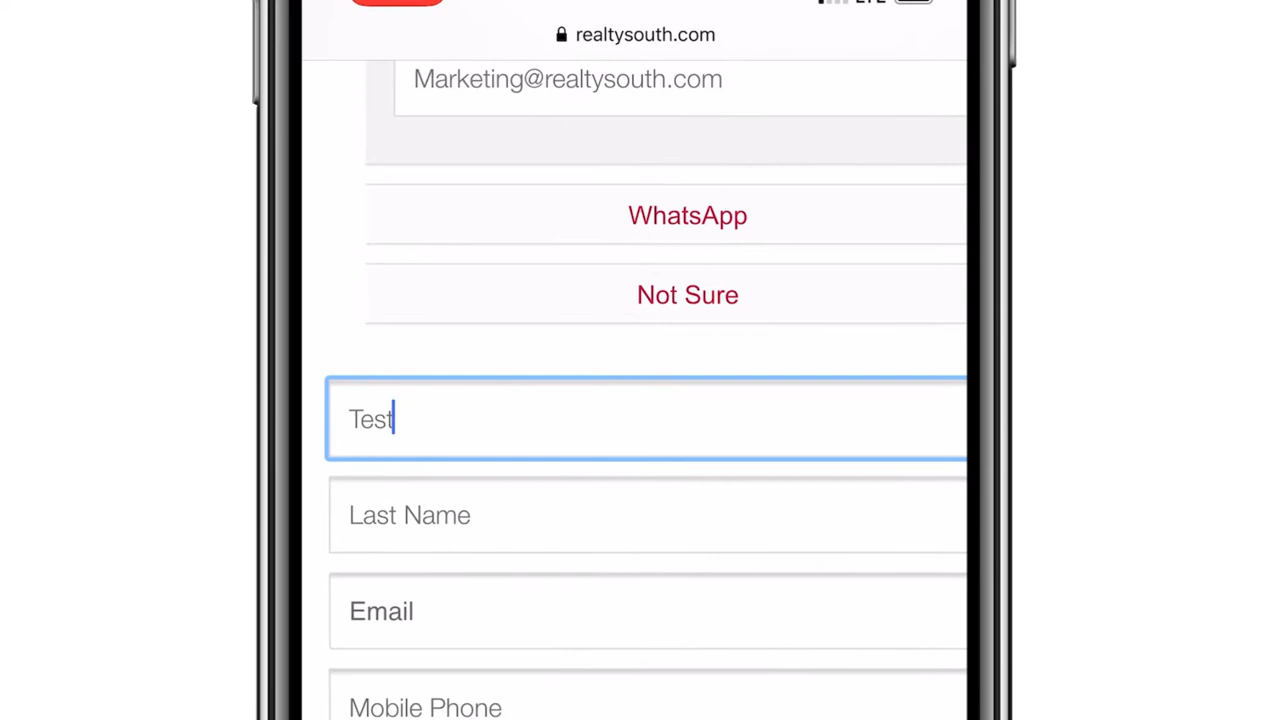 realtysouth.com
Marketing@realtysouth.com
WhatsApp
Not Sure
Test
Last Name
Email
Mobile Phone